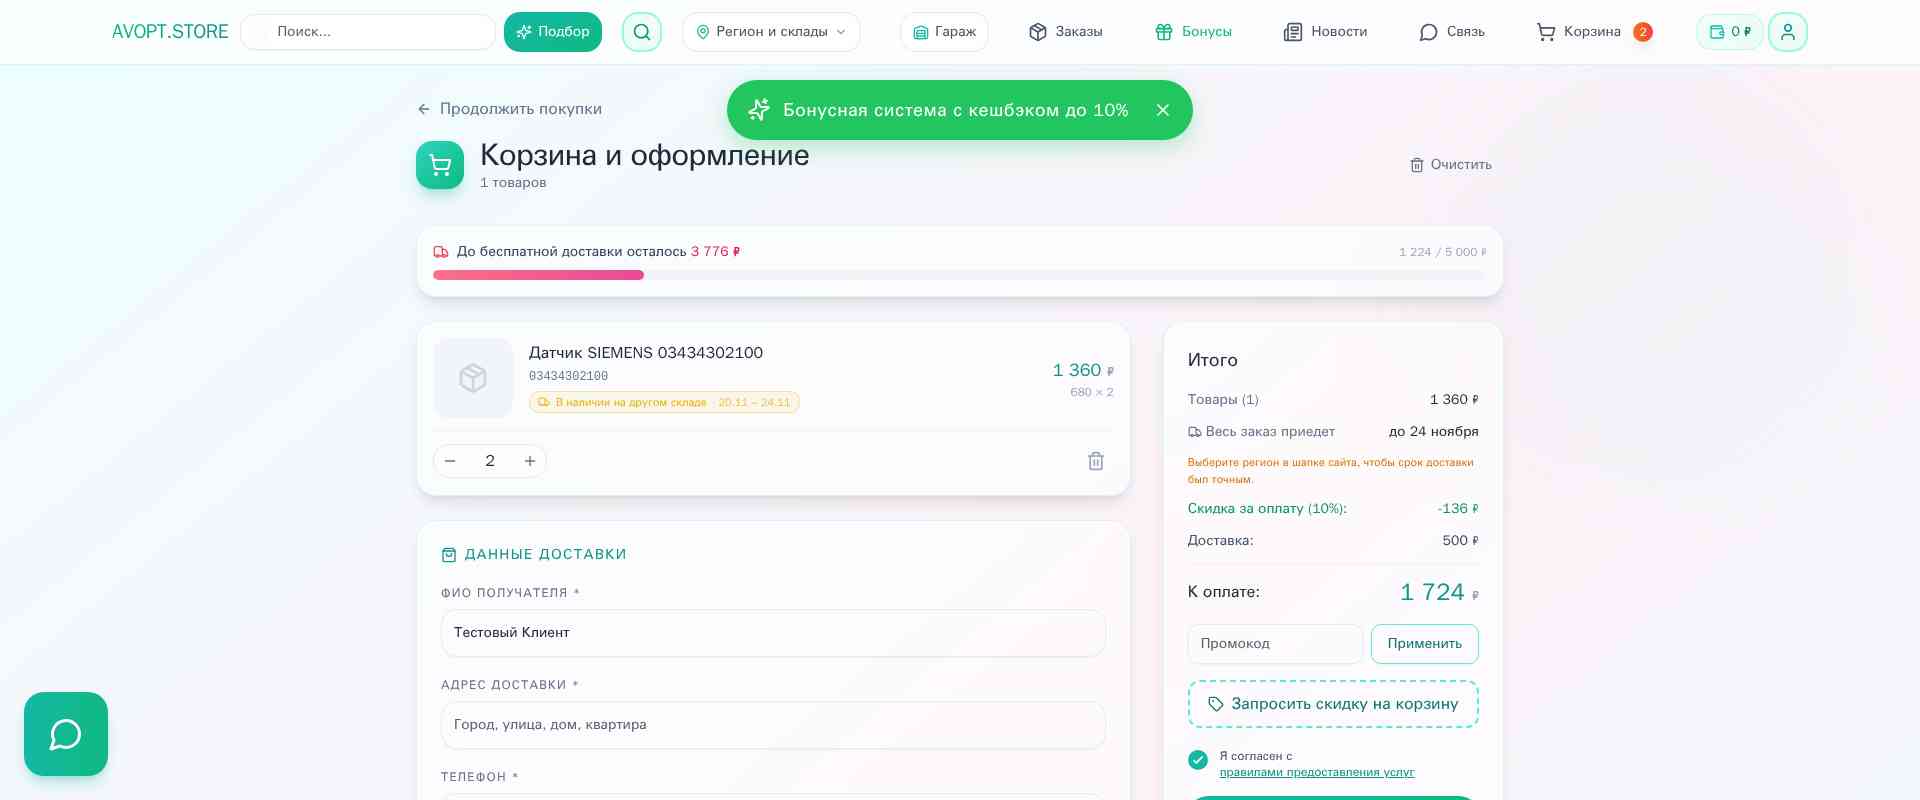 AVOPT.STORE
Поиск...
Подбор
Регион и склады
Гараж
Заказы
Бонусы
Новости
Связь
Корзина 2
0 ₽
Продолжить покупки
Бонусная система с кешбэком до 10%
Корзина и оформление
1 товаров
Очистить
До бесплатной доставки осталось 3 776 ₽
1 224 / 5 000 ₽
Датчик SIEMENS 03434302100
03434302100
В наличии на другом складе · 20.11 – 24.11
1 360 ₽
680 × 2
2
ДАННЫЕ ДОСТАВКИ
ФИО ПОЛУЧАТЕЛЯ *
Тестовый Клиент
АДРЕС ДОСТАВКИ *
Город, улица, дом, квартира
ТЕЛЕФОН *
Итого
Товары (1) 1 360 ₽
Весь заказ приедет до 24 ноября
Выберите регион в шапке сайта, чтобы срок доставки
был точным.
Скидка за оплату (10%): -136 ₽
Доставка: 500 ₽
К оплате: 1 724 ₽
Промокод
Применить
Запросить скидку на корзину
Я согласен с
правилами предоставления услуг